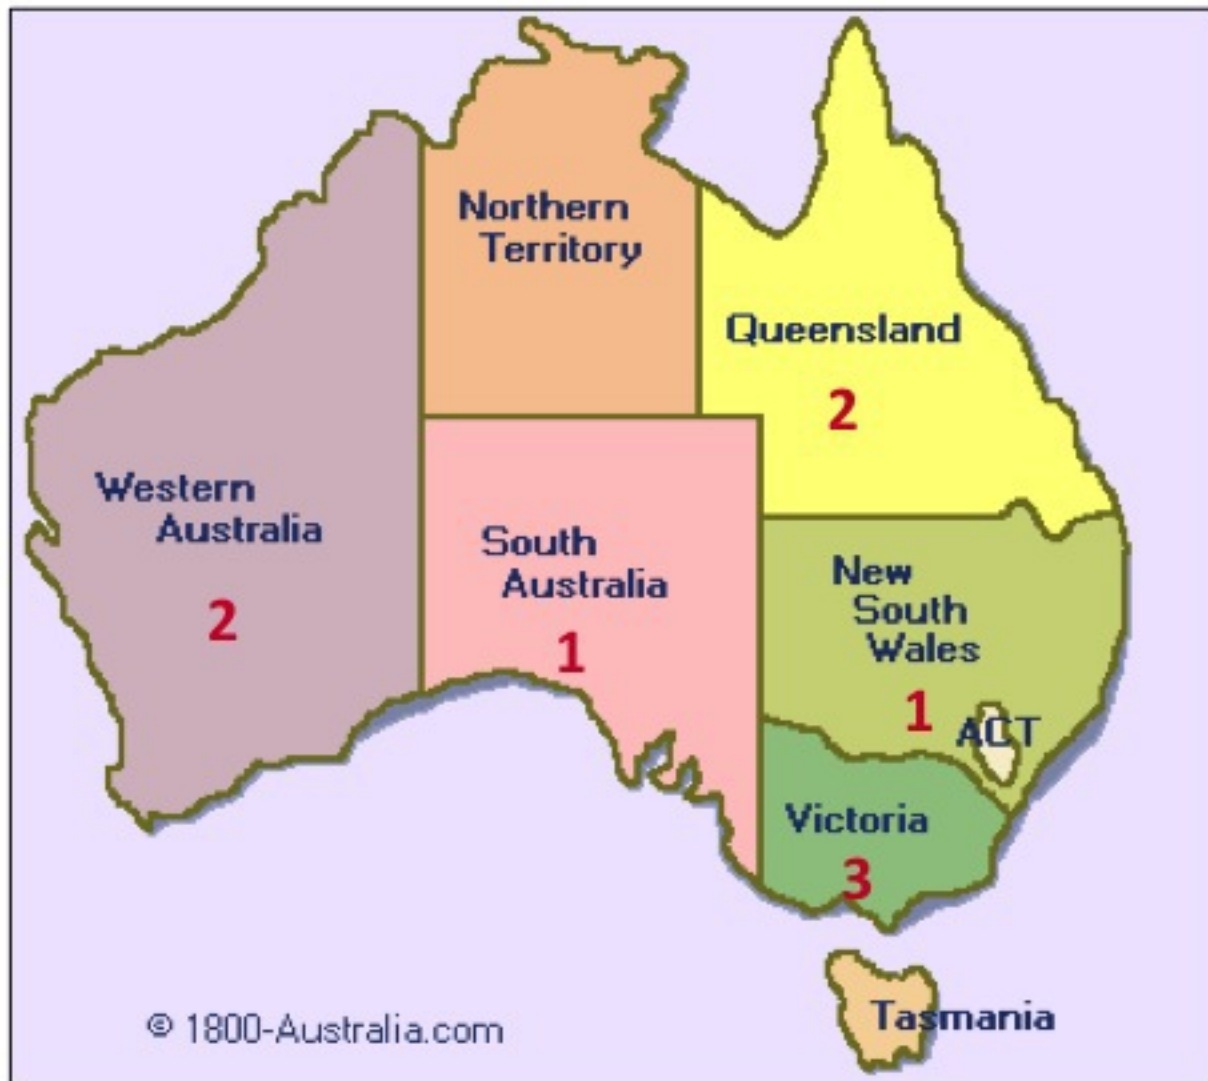 Northern
Territory
Queensland
2
Western
Australia
2
South
Australia
1
New
South
Wales
1
ACT
Victoria
3
Tasmania
© 1800-Australia.com